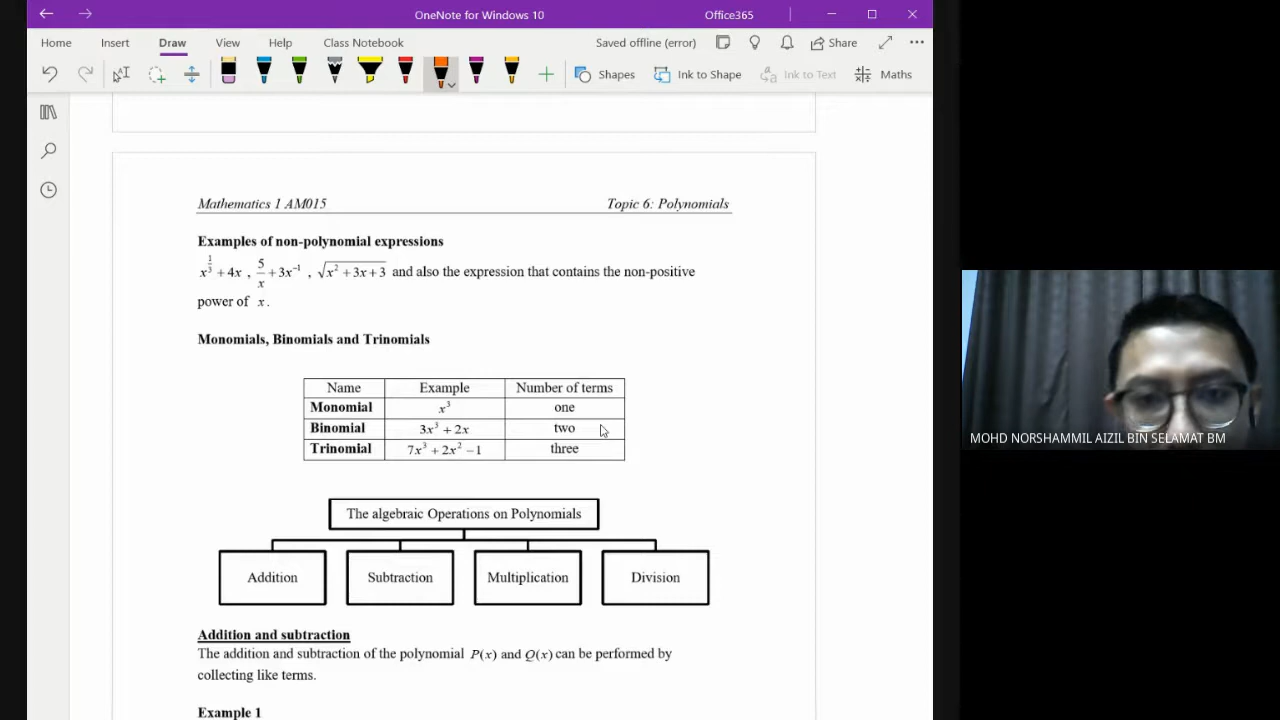 OneNote for Windows 10
Office365
Home Insert Draw View Help Class Notebook
Saved offline (error)
Share
Shapes
Ink to Shape
Ink to Text
Maths
Mathematics 1 AM015
Topic 6: Polynomials
Examples of non-polynomial expressions
x^{1/3} + 4x , 5/x + 3x^{-1} , √(x² + 3x + 3) and also the expression that contains the non-positive
power of x.
Monomials, Binomials and Trinomials
Name Example Number of terms
Monomial x³ one
Binomial 3x³ + 2x two
Trinomial 7x³ + 2x² − 1 three
The algebraic Operations on Polynomials
Addition Subtraction Multiplication Division
Addition and subtraction
The addition and subtraction of the polynomial P(x) and Q(x) can be performed by
collecting like terms.
Example 1
MOHD NORSHAMMIL AIZIL BIN SELAMAT BM